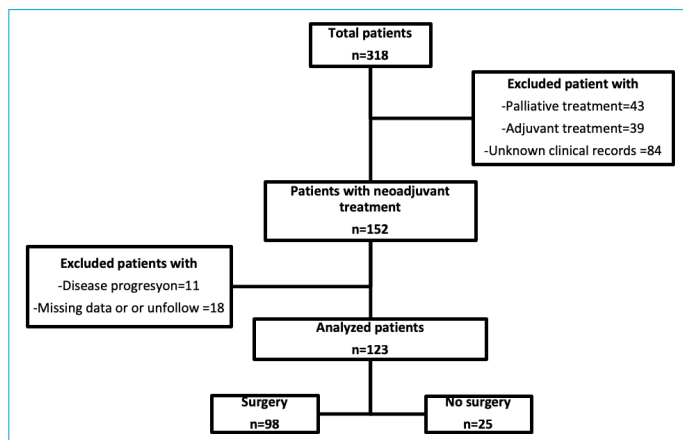 Total patients
n=318
Excluded patient with
-Palliative treatment=43
-Adjuvant treatment=39
-Unknown clinical records =84
Patients with neoadjuvant
treatment
n=152
Excluded patients with
-Disease progresyon=11
-Missing data or or unfollow =18
Analyzed patients
n=123
Surgery
n=98
No surgery
n=25